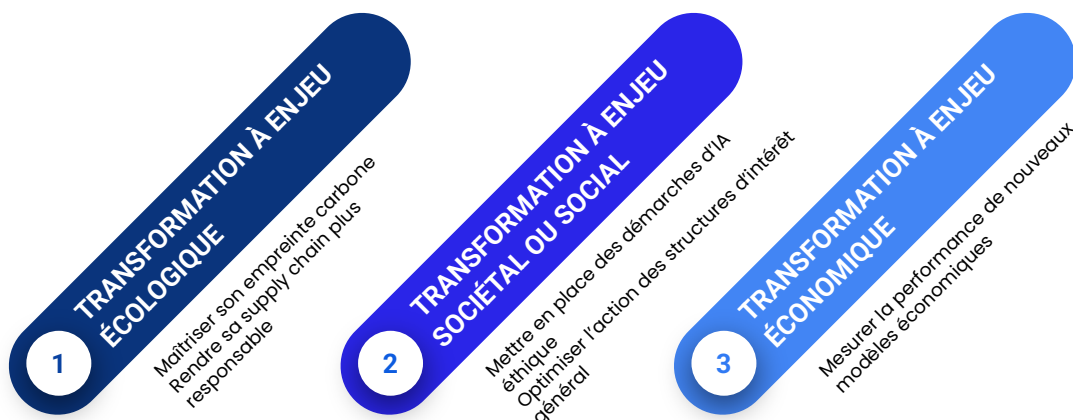 TRANSFORMATION À ENJEU
ÉCOLOGIQUE
1
Maîtriser son empreinte carbone
Rendre sa supply chain plus
responsable
TRANSFORMATION À ENJEU
SOCIÉTAL OU SOCIAL
2
Mettre en place des démarches d'IA
éthique
Optimiser l'action des structures d'intérêt
général
TRANSFORMATION À ENJEU
ÉCONOMIQUE
3
Mesurer la performance de nouveaux
modèles économiques